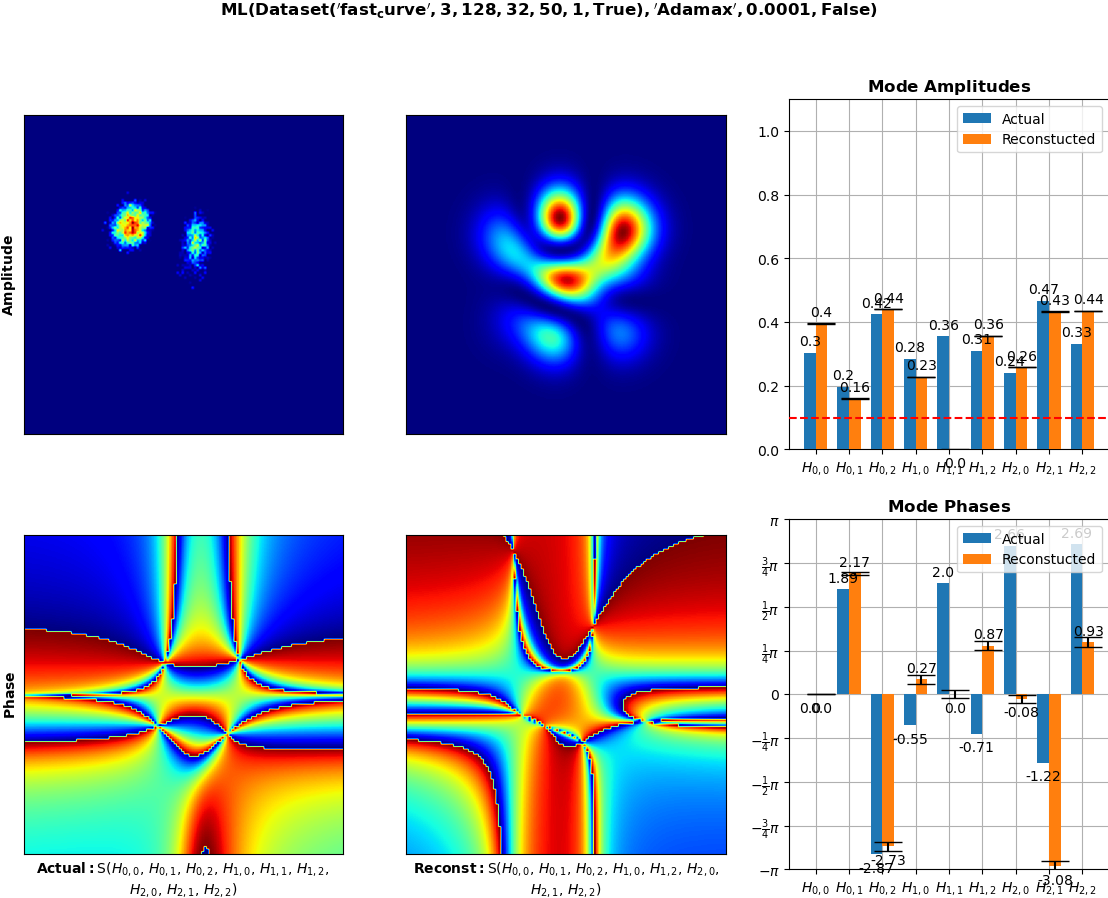 ML(Dataset('fast_curve', 3, 128, 32, 50, 1, True), 'Adamax', 0.0001, False)
Amplitude
Mode Amplitudes
Actual
Reconstucted
1.0
0.8
0.6
0.4
0.2
0.0
0.3
0.4
0.2
0.16
0.42
0.44
0.28
0.23
0.36
0.0
0.31
0.36
0.24
0.26
0.47
0.43
0.33
0.44
H0,0 H0,1 H0,2 H1,0 H1,1 H1,2 H2,0 H2,1 H2,2
Phase
Mode Phases
Actual
Reconstucted
π
3/4π
1/2π
1/4π
0
−1/4π
−1/2π
−3/4π
−π
0.0
0.0
1.89
2.17
-2.87
-2.73
-0.55
0.27
2.0
0.0
-0.71
0.87
2.66
-0.08
-1.22
-3.08
2.69
0.93
H0,0 H0,1 H0,2 H1,0 H1,1 H1,2 H2,0 H2,1 H2,2
Actual: S(H0,0, H0,1, H0,2, H1,0, H1,1, H1,2,
H2,0, H2,1, H2,2)
Reconst: S(H0,0, H0,1, H0,2, H1,0, H1,2, H2,0,
H2,1, H2,2)